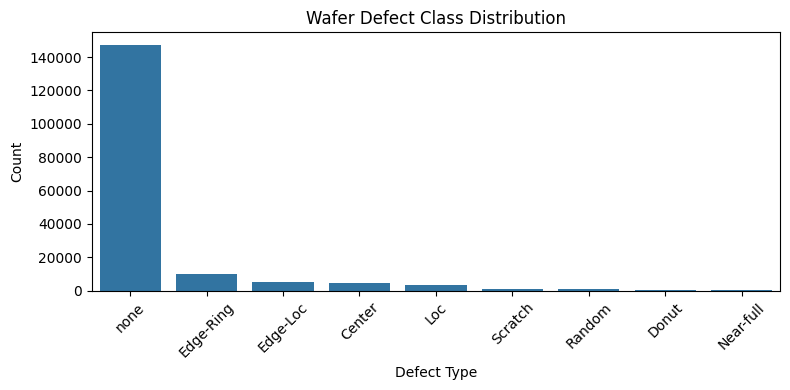 Wafer Defect Class Distribution
Count
140000
120000
100000
80000
60000
40000
20000
0
none
Edge-Ring
Edge-Loc
Center
Loc
Scratch
Random
Donut
Near-full
Defect Type